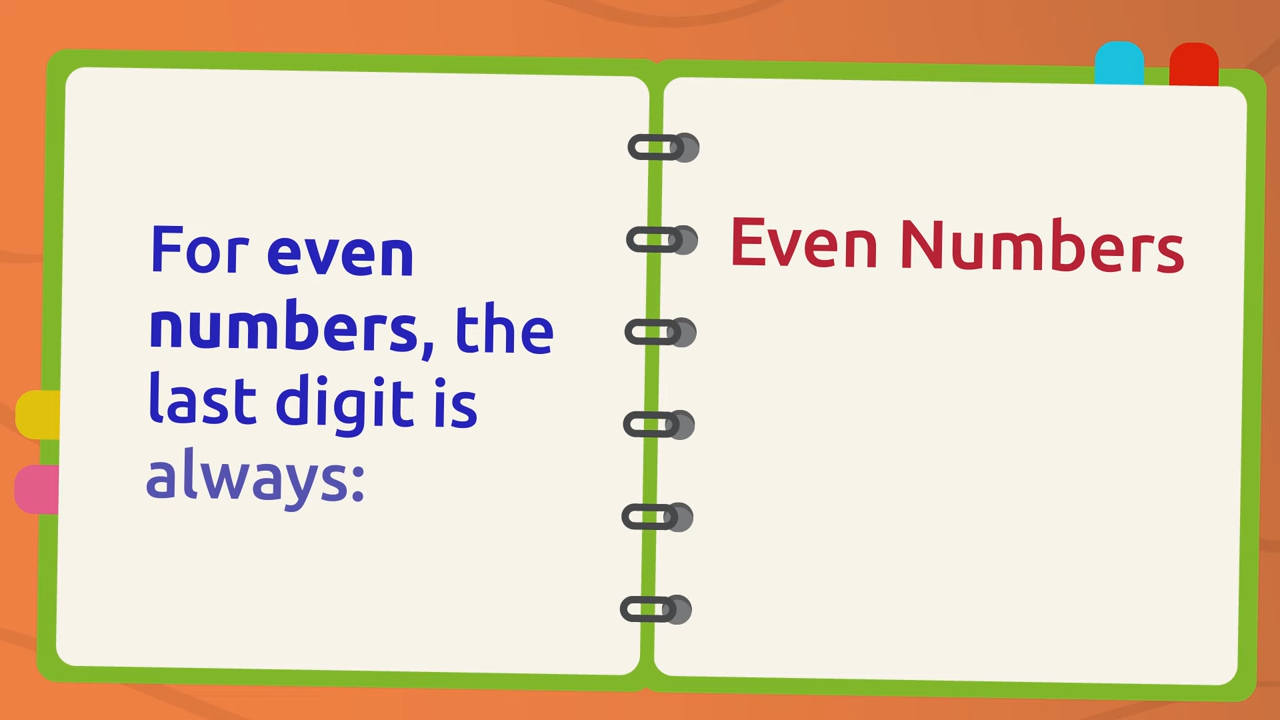 For even
numbers, the
last digit is
always:
Even Numbers